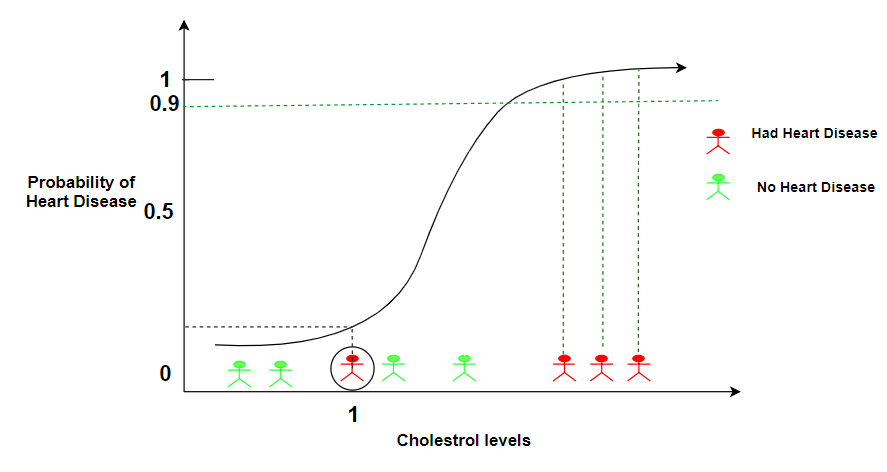 1
0.9
Had Heart Disease
Probability of
Heart Disease
No Heart Disease
0.5
0
1
Cholestrol levels